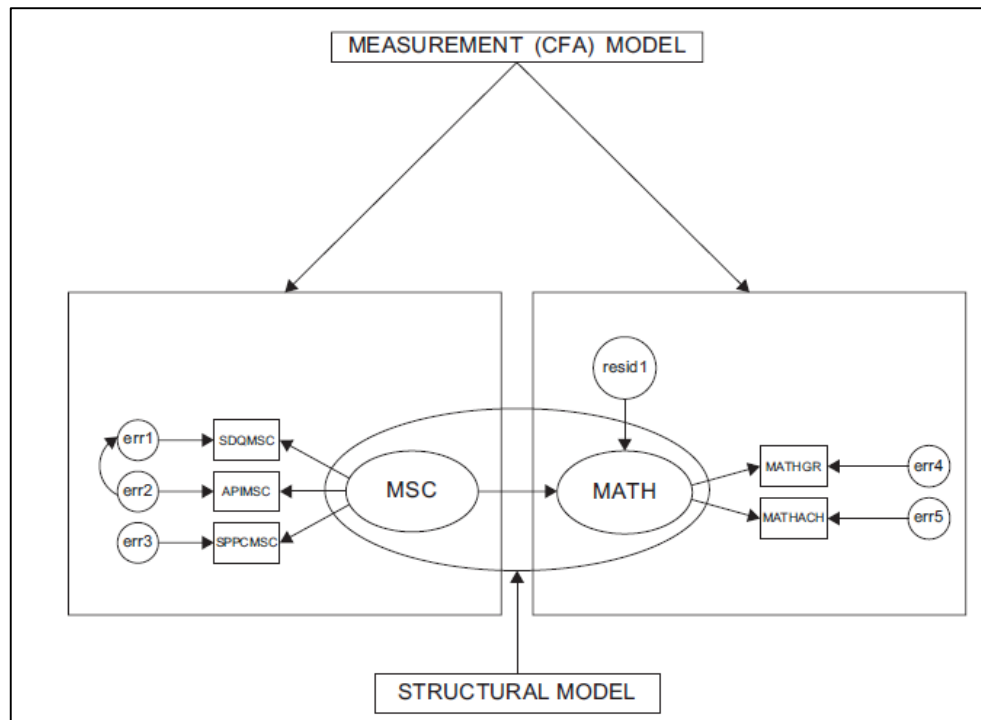 MEASUREMENT (CFA) MODEL
resid1
err1
SDQMSC
MATHGR
err4
err2
APIMSC
MSC
MATH
MATHACH
err5
err3
SPPCMSC
STRUCTURAL MODEL